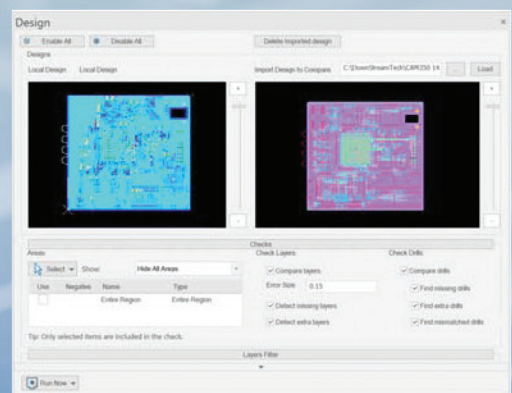 Design
Enable All Disable All Delete Imported design
Designs
Local Design Local Design Import Design to Compare C:\DownStreamTech\CAM350 14 ... Load
+ +
- -
Checks
Areas Check Layers: Check Drills:
Select Show: Hide All Areas Compare layers Compare drills
Use Negative Name Type Error Size 0.15 Find missing drills
Entire Region Entire Region Detect missing layers Find extra drills
Detect extra layers Find mismatched drills
Tip: Only selected items are included in the check.
Layers Filter
Run Now